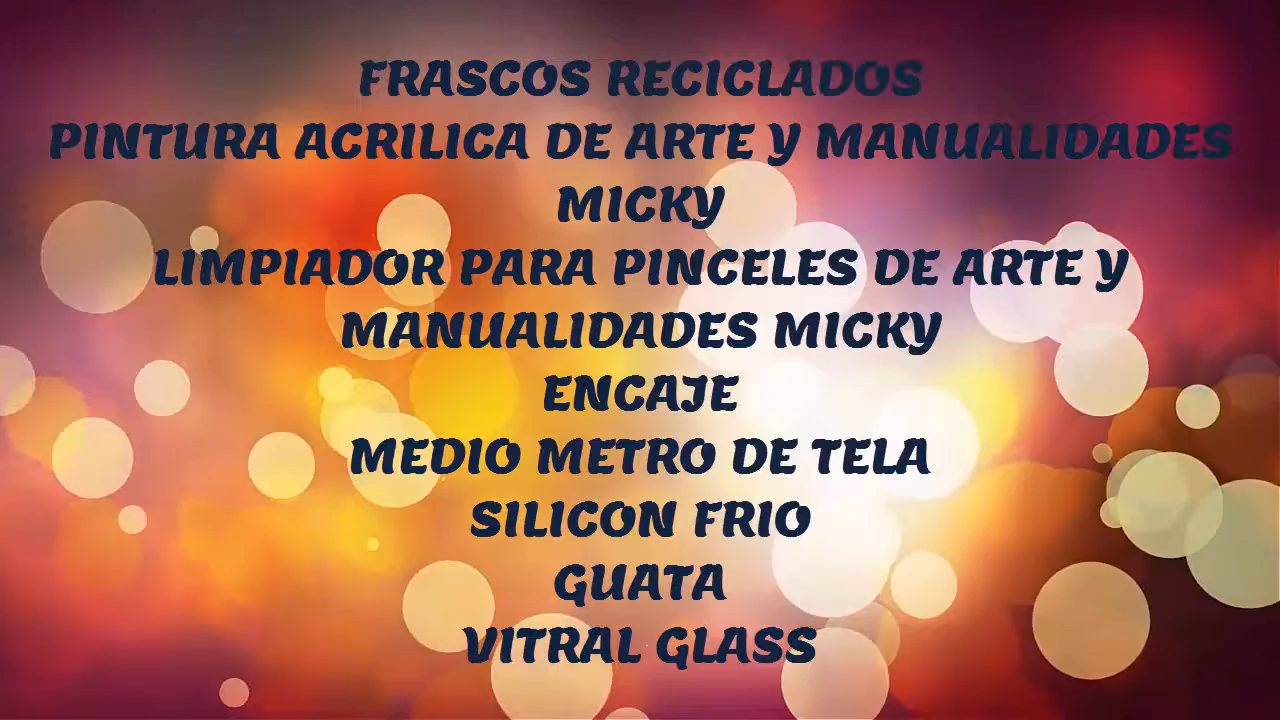 FRASCOS RECICLADOS
PINTURA ACRILICA DE ARTE Y MANUALIDADES
MICKY
LIMPIADOR PARA PINCELES DE ARTE Y
MANUALIDADES MICKY
ENCAJE
MEDIO METRO DE TELA
SILICON FRIO
GUATA
VITRAL GLASS